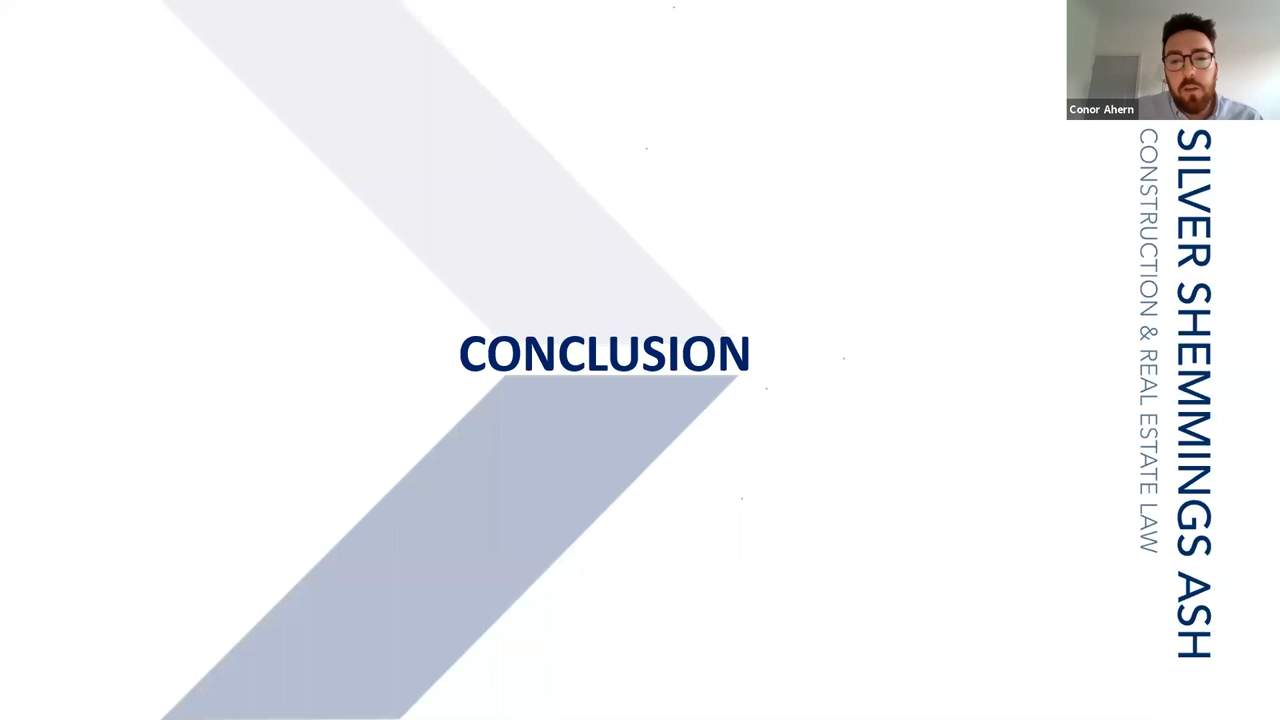 Conor Ahern
CONCLUSION
SILVER SHEMMINGS ASH
CONSTRUCTION & REAL ESTATE LAW